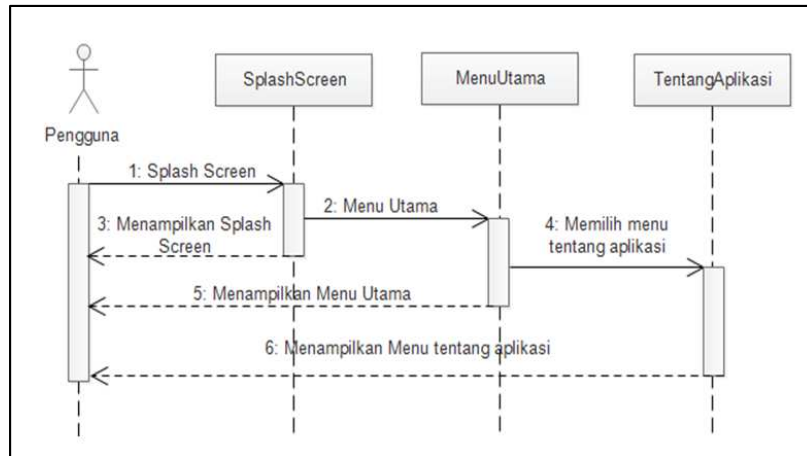 SplashScreen
MenuUtama
TentangAplikasi
Pengguna
1: Splash Screen
2: Menu Utama
3: Menampilkan Splash
Screen
4: Memilih menu
tentang aplikasi
5: Menampilkan Menu Utama
6: Menampilkan Menu tentang aplikasi